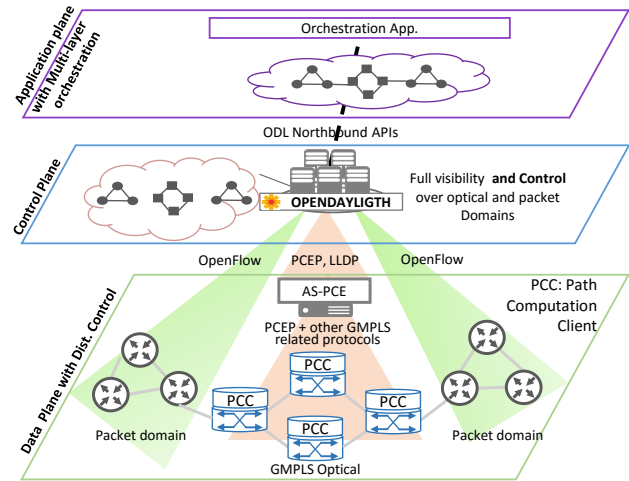 Application plane
with Multi-layer
orchestration
Orchestration App.
ODL Northbound APIs
Control Plane
OPENDAYLIGTH
Full visibility and Control
over optical and packet
Domains
OpenFlow
PCEP, LLDP
OpenFlow
Data Plane with Dist. Control
AS-PCE
PCEP + other GMPLS
related protocols
PCC: Path
Computation
Client
PCC
PCC
PCC
PCC
Packet domain
Packet domain
GMPLS Optical